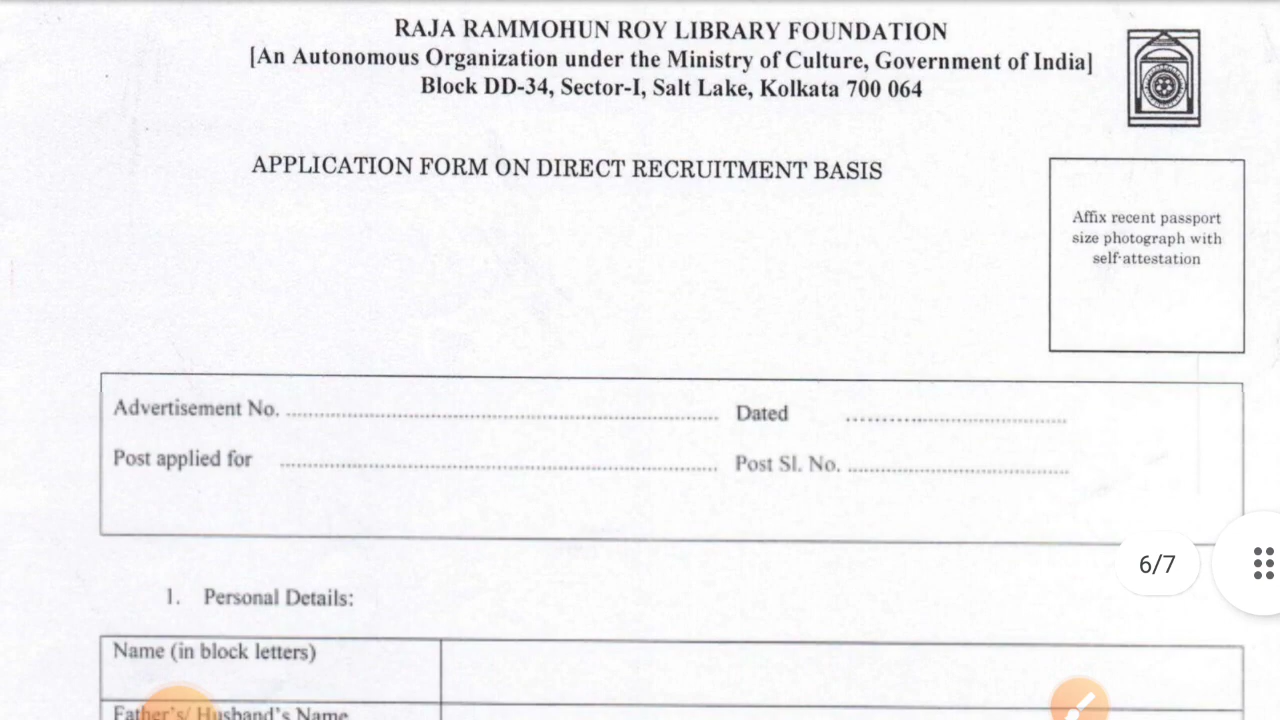 RAJA RAMMOHUN ROY LIBRARY FOUNDATION
[An Autonomous Organization under the Ministry of Culture, Government of India]
Block DD-34, Sector-I, Salt Lake, Kolkata 700 064
APPLICATION FORM ON DIRECT RECRUITMENT BASIS
Affix recent passport
size photograph with
self-attestation
Advertisement No. ........................................ Dated ........................
Post applied for ........................................ Post Sl. No. ........................
6/7
1. Personal Details:
Name (in block letters)
Father's/ Husband's Name